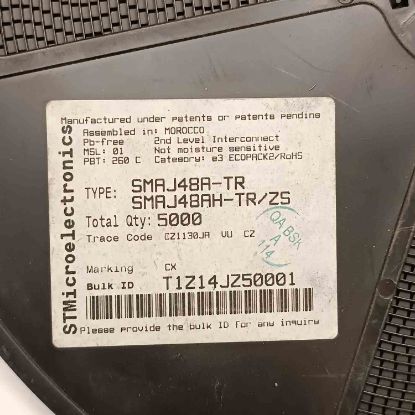 STMicroelectronics
Manufactured under patents or patents pending
Assembled in: MOROCCO
Pb-free 2nd Level Interconnect
MSL: 01 Not moisture sensitive
PBT: 260 C Category: e3 ECOPACK2/RoHS
TYPE: SMAJ48A-TR
SMAJ48AH-TR/ZS
Total Qty: 5000
Trace Code CZ1130JA VU CZ
QA BSK
A
114
Marking CX
Bulk ID T1Z14JZ50001
Please provide the bulk ID for any inquiry